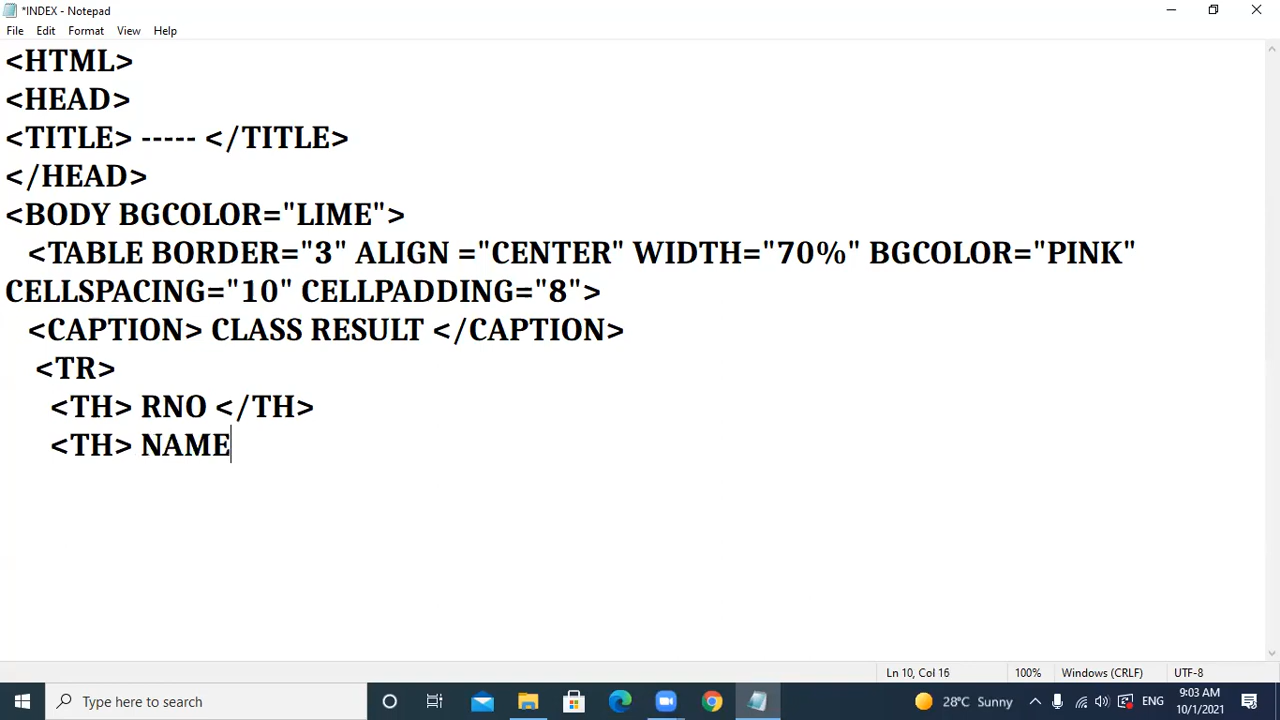 *INDEX - Notepad
File Edit Format View Help
<HTML>
<HEAD>
<TITLE> ----- </TITLE>
</HEAD>
<BODY BGCOLOR="LIME">
<TABLE BORDER="3" ALIGN ="CENTER" WIDTH="70%" BGCOLOR="PINK"
CELLSPACING="10" CELLPADDING="8">
<CAPTION> CLASS RESULT </CAPTION>
<TR>
<TH> RNO </TH>
<TH> NAME
Ln 10, Col 16 100% Windows (CRLF) UTF-8
Type here to search 28°C Sunny ENG 9:03 AM
10/1/2021